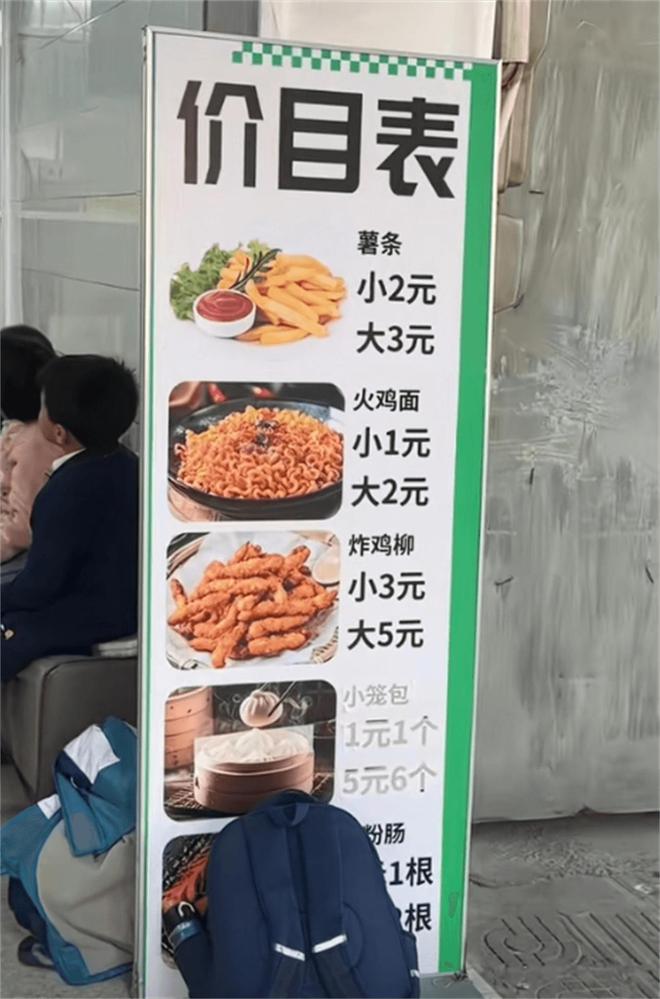 价目表
薯条
小2元
大3元
火鸡面
小1元
大2元
炸鸡柳
小3元
大5元
小笼包
1元1个
5元6个
粉肠
1根
根